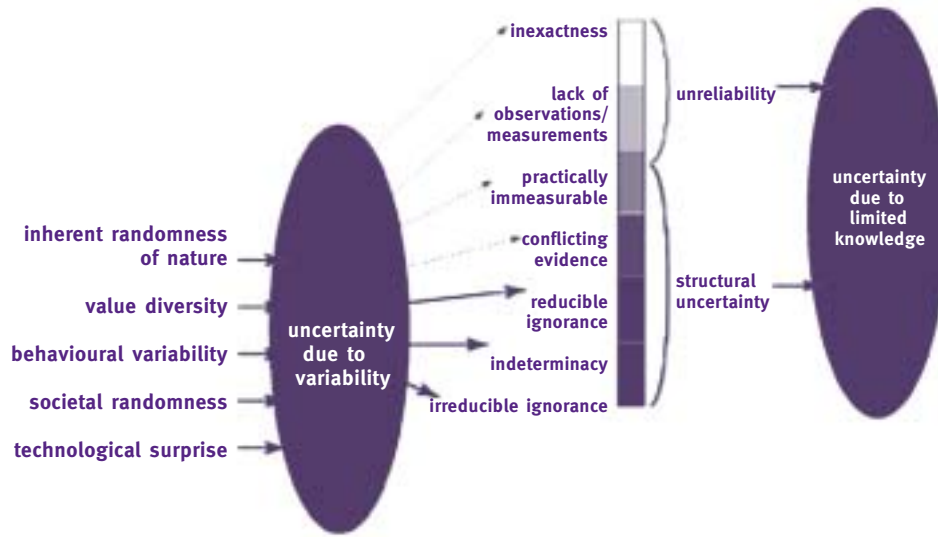 inherent randomness
of nature
value diversity
behavioural variability
societal randomness
technological surprise
uncertainty
due to
variability
inexactness
lack of
observations/
measurements
practically
immeasurable
conflicting
evidence
reducible
ignorance
indeterminacy
irreducible ignorance
unreliability
structural
uncertainty
uncertainty
due to
limited
knowledge